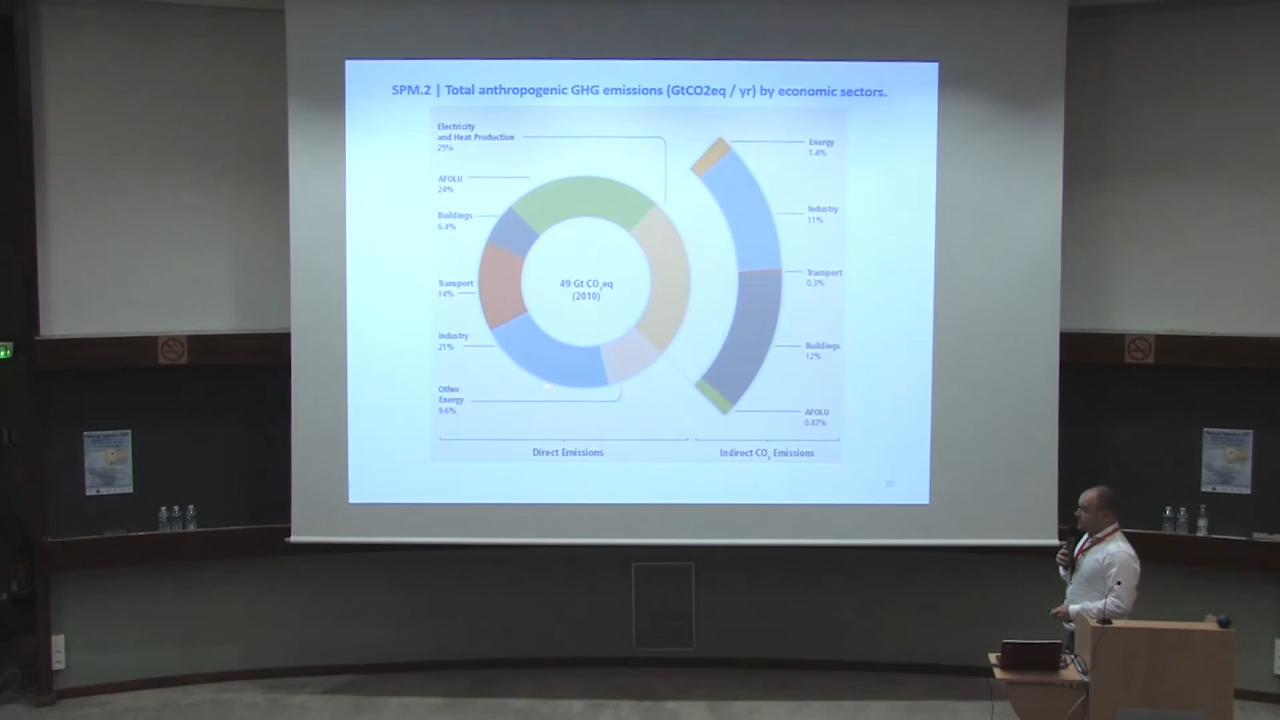 SPM.2 | Total anthropogenic GHG emissions (GtCO2eq / yr) by economic sectors.
Electricity
and Heat Production
25%
AFOLU
24%
Buildings
6.4%
Transport
14%
Industry
21%
Other
Energy
9.6%
49 Gt CO2eq
(2010)
Energy
1.4%
Industry
11%
Transport
0.3%
Buildings
12%
AFOLU
0.87%
Direct Emissions
Indirect CO2 Emissions